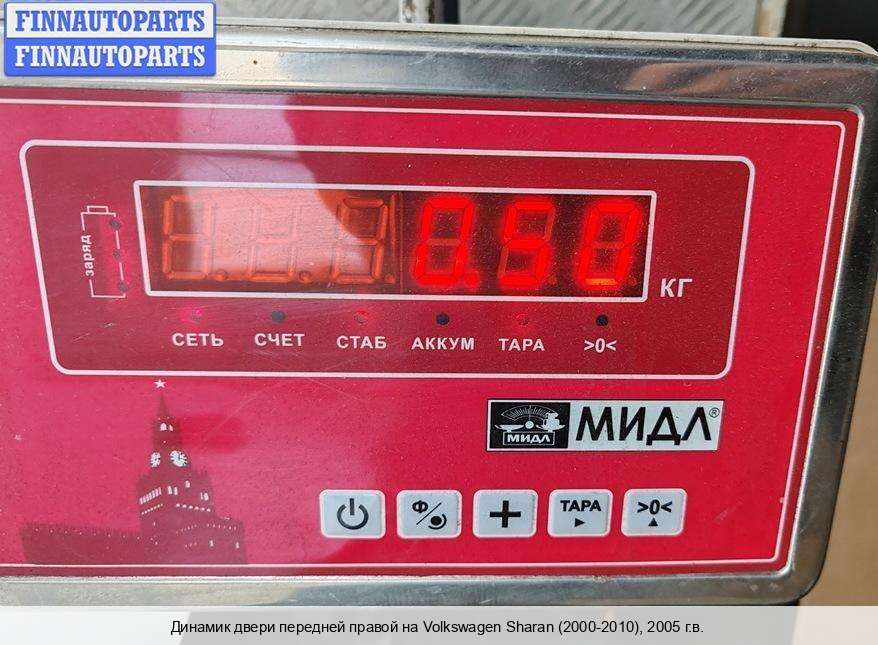 FINNAUTOPARTS
FINNAUTOPARTS
заряд
0.50
КГ
СЕТЬ СЧЕТ СТАБ АККУМ ТАРА >0<
МИДЛ
МИДЛ®
Ф/
+
ТАРА
>0<
Динамик двери передней правой на Volkswagen Sharan (2000-2010), 2005 г.в.